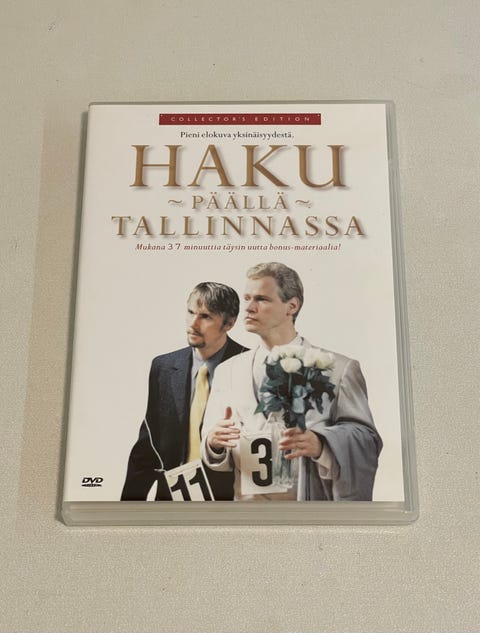 COLLECTOR'S EDITION
Pieni elokuva yksinäisyydestä.
HAKU
~ PÄÄLLÄ ~
TALLINNASSA
Mukana 37 minuuttia täysin uutta bonus-materiaalia!
11
3
DVD